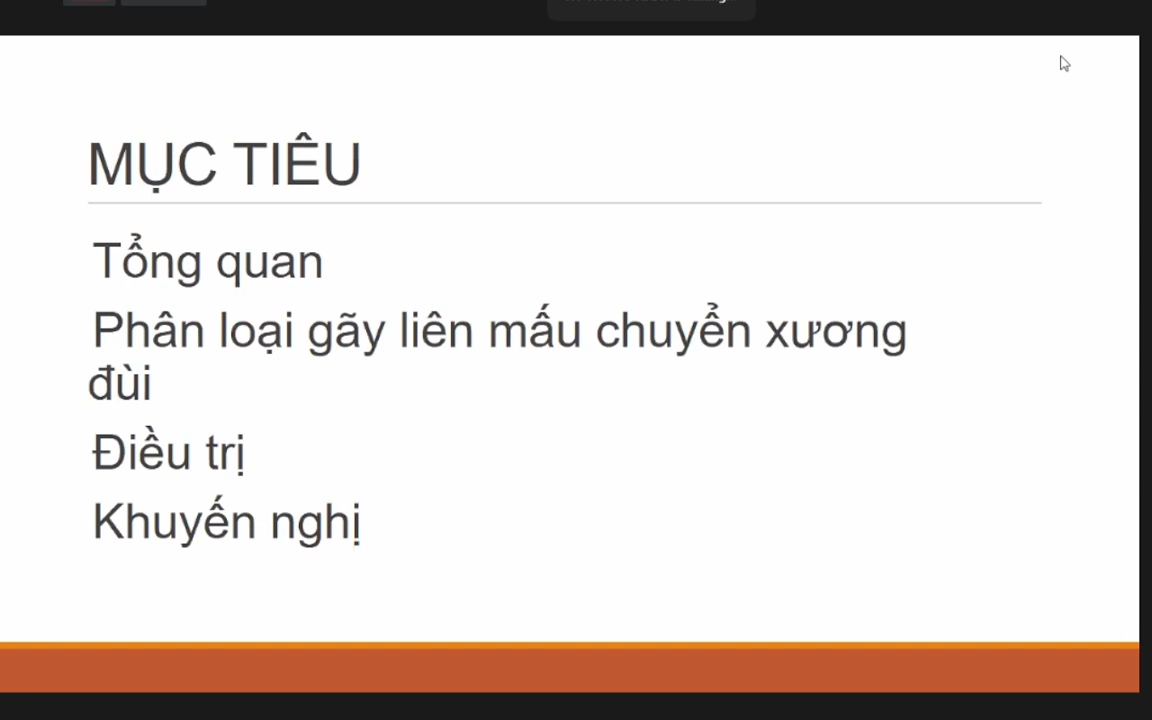 MỤC TIÊU
Tổng quan
Phân loại gãy liên mấu chuyển xương
đùi
Điều trị
Khuyến nghị